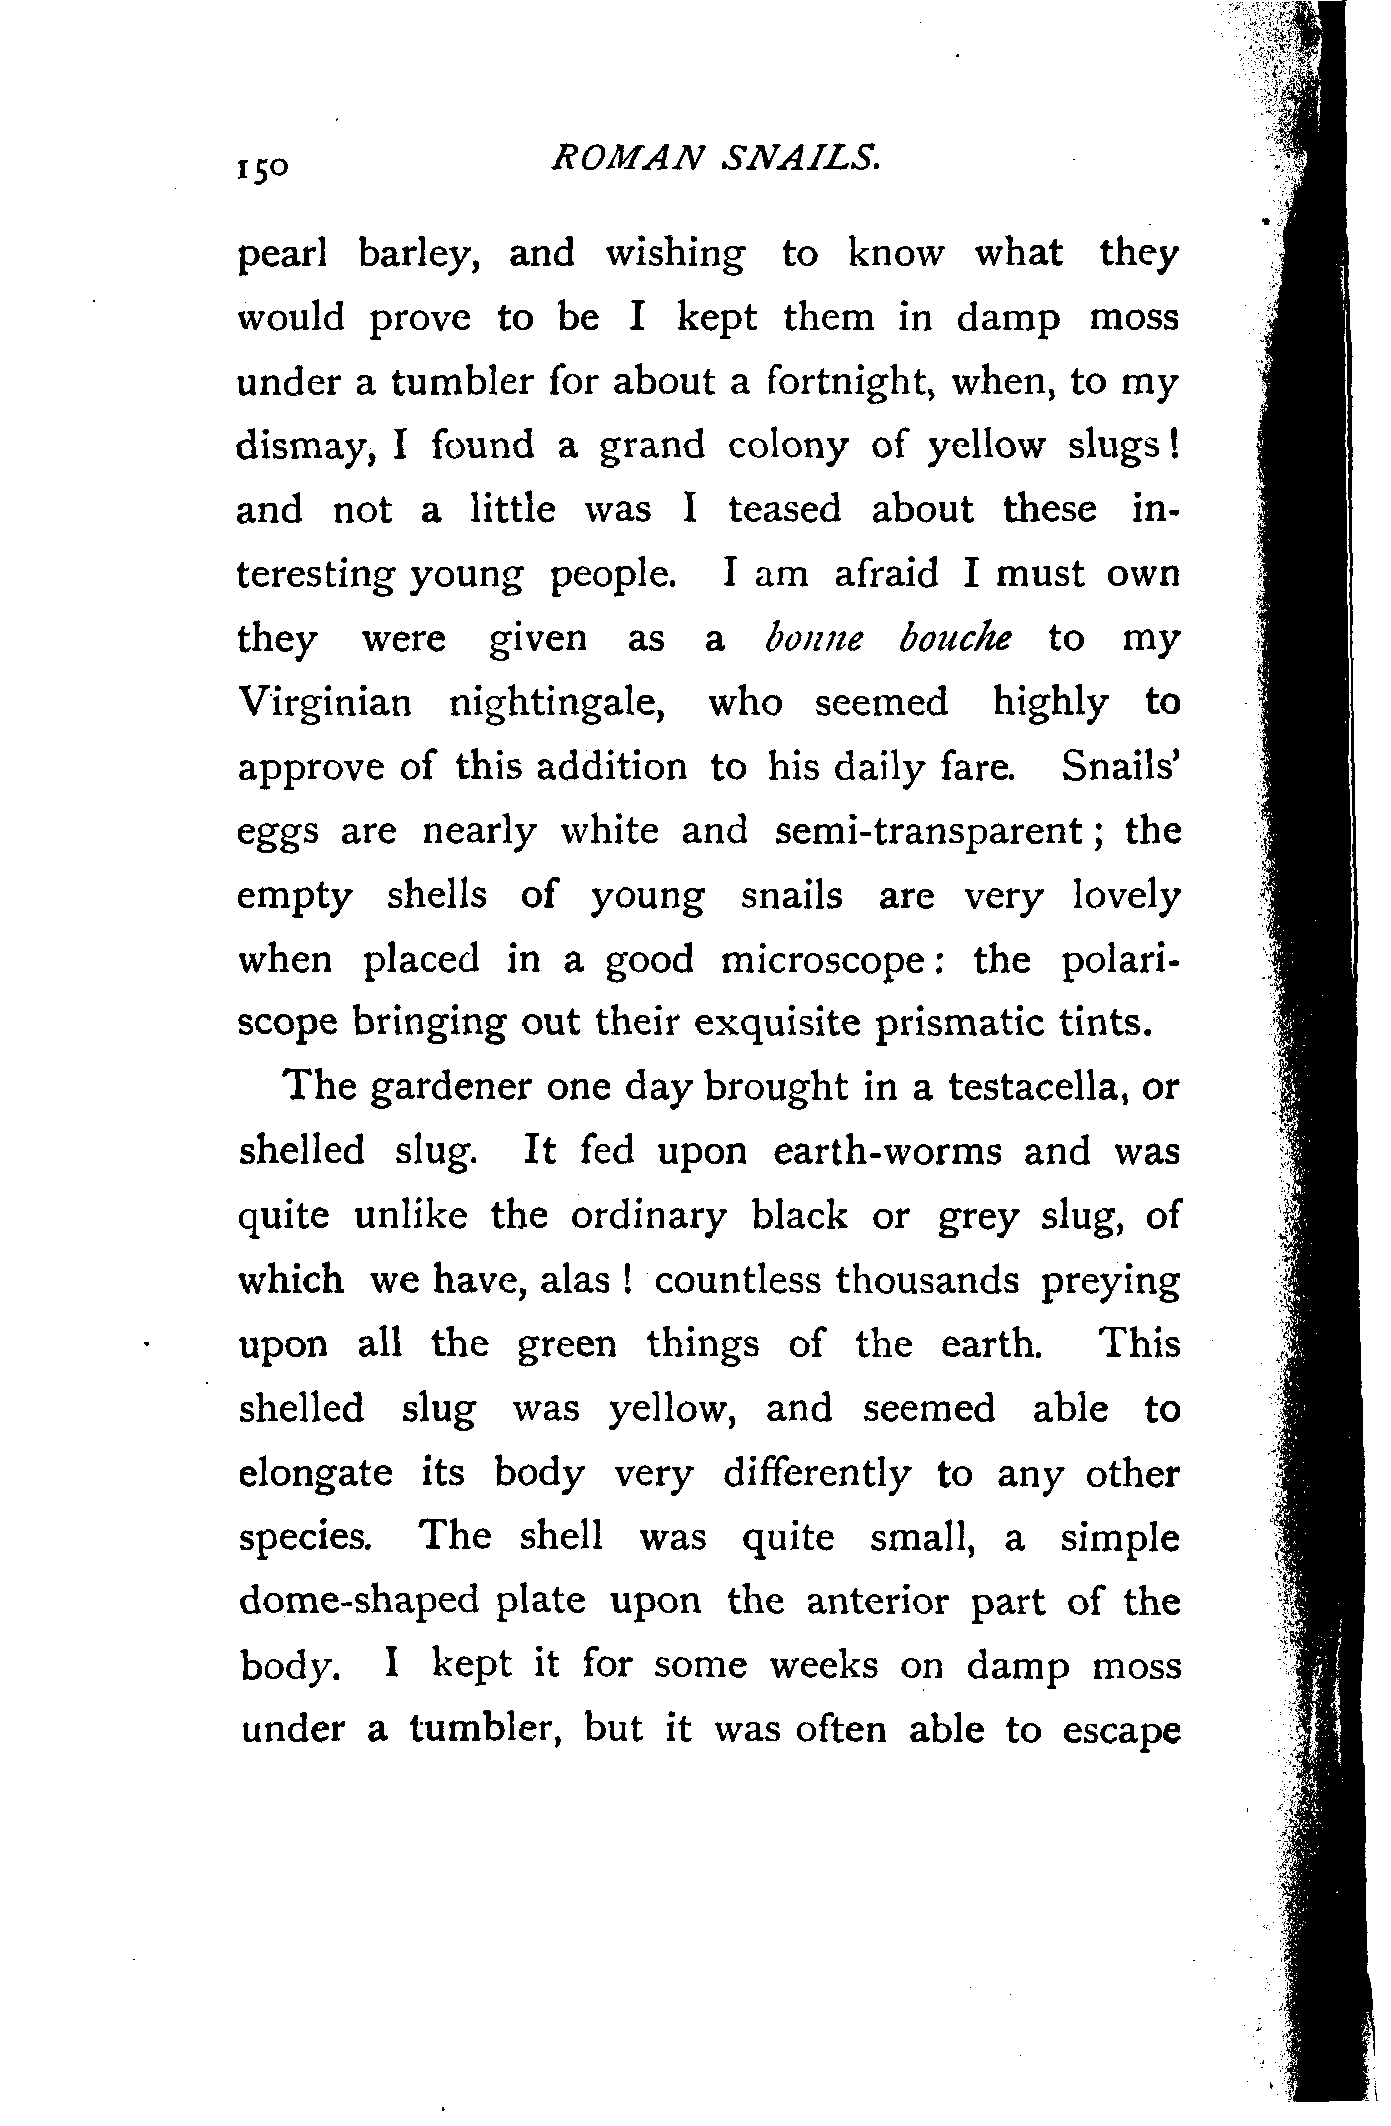 150 ROMAN SNAILS.
pearl barley, and wishing to know what they
would prove to be I kept them in damp moss
under a tumbler for about a fortnight, when, to my
dismay, I found a grand colony of yellow slugs!
and not a little was I teased about these in-
teresting young people. I am afraid I must own
they were given as a bonne bouche to my
Virginian nightingale, who seemed highly to
approve of this addition to his daily fare. Snails'
eggs are nearly white and semi-transparent; the
empty shells of young snails are very lovely
when placed in a good microscope: the polari-
scope bringing out their exquisite prismatic tints.
The gardener one day brought in a testacella, or
shelled slug. It fed upon earth-worms and was
quite unlike the ordinary black or grey slug, of
which we have, alas! countless thousands preying
upon all the green things of the earth. This
shelled slug was yellow, and seemed able to
elongate its body very differently to any other
species. The shell was quite small, a simple
dome-shaped plate upon the anterior part of the
body. I kept it for some weeks on damp moss
under a tumbler, but it was often able to escape